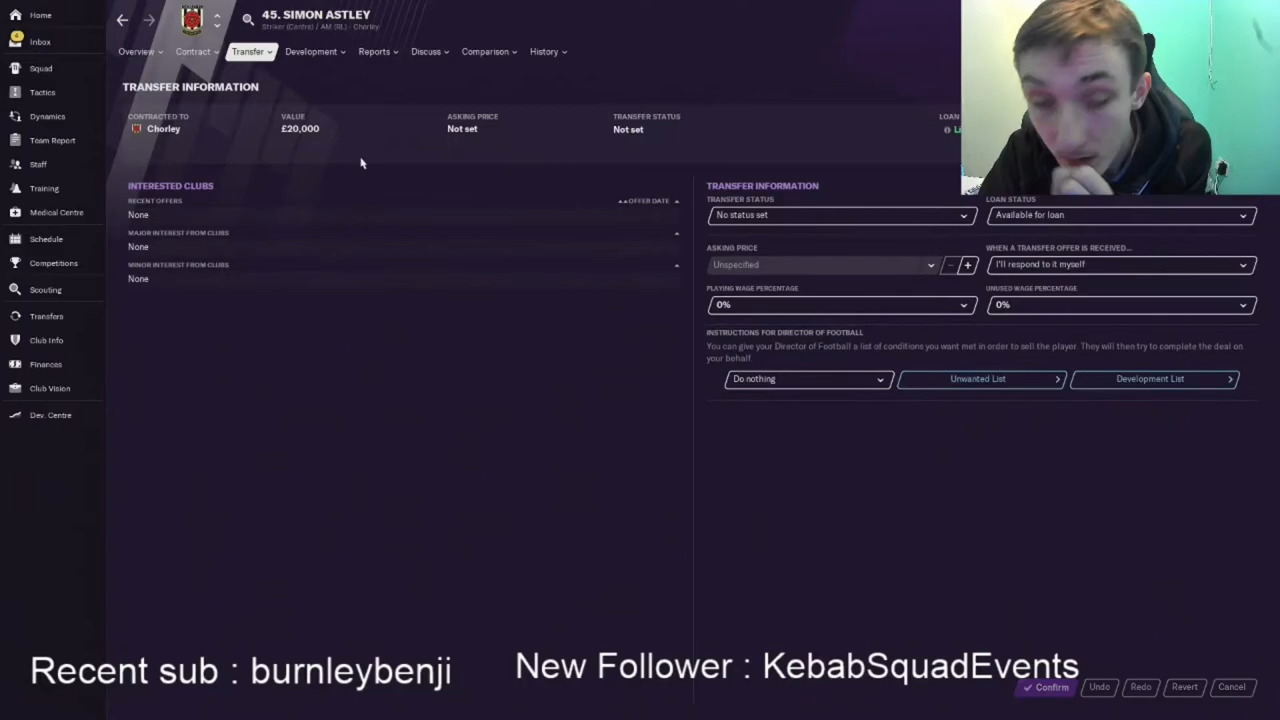 Home
Inbox
Squad
Tactics
Dynamics
Team Report
Staff
Training
Medical Centre
Schedule
Competitions
Scouting
Transfers
Club Info
Finances
Club Vision
Dev. Centre
45. SIMON ASTLEY
Striker (Centre) / AM (RL) - Chorley
Overview Contract Transfer Development Reports Discuss Comparison History
TRANSFER INFORMATION
CONTRACTED TO VALUE ASKING PRICE TRANSFER STATUS LOAN
Chorley £20,000 Not set Not set Li
INTERESTED CLUBS
RECENT OFFERS OFFER DATE
None
MAJOR INTEREST FROM CLUBS
None
MINOR INTEREST FROM CLUBS
None
TRANSFER INFORMATION
TRANSFER STATUS LOAN STATUS
No status set Available for loan
ASKING PRICE WHEN A TRANSFER OFFER IS RECEIVED...
Unspecified - + I'll respond to it myself
PLAYING WAGE PERCENTAGE UNUSED WAGE PERCENTAGE
0% 0%
INSTRUCTIONS FOR DIRECTOR OF FOOTBALL
You can give your Director of Football a list of conditions you want met in order to sell the player. They will then try to complete the deal on
your behalf.
Do nothing Unwanted List Development List
Recent sub : burnleybenji New Follower : KebabSquadEvents
Confirm Undo Redo Revert Cancel